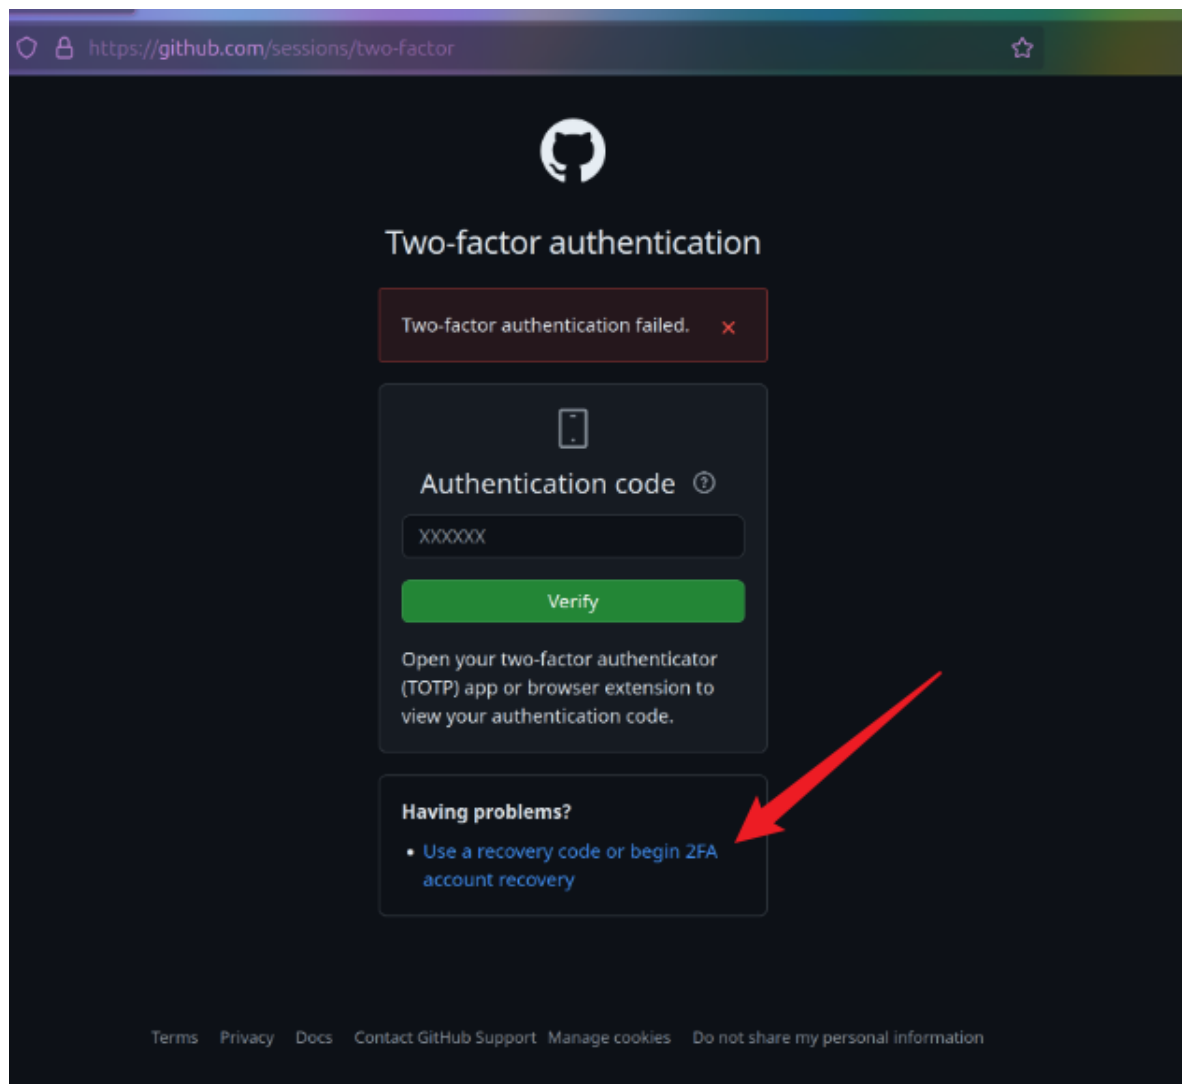 https://github.com/sessions/two-factor
Two-factor authentication
Two-factor authentication failed.
Authentication code
XXXXXX
Verify
Open your two-factor authenticator
(TOTP) app or browser extension to
view your authentication code.
Having problems?
• Use a recovery code or begin 2FA
account recovery
Terms Privacy Docs Contact GitHub Support Manage cookies Do not share my personal information